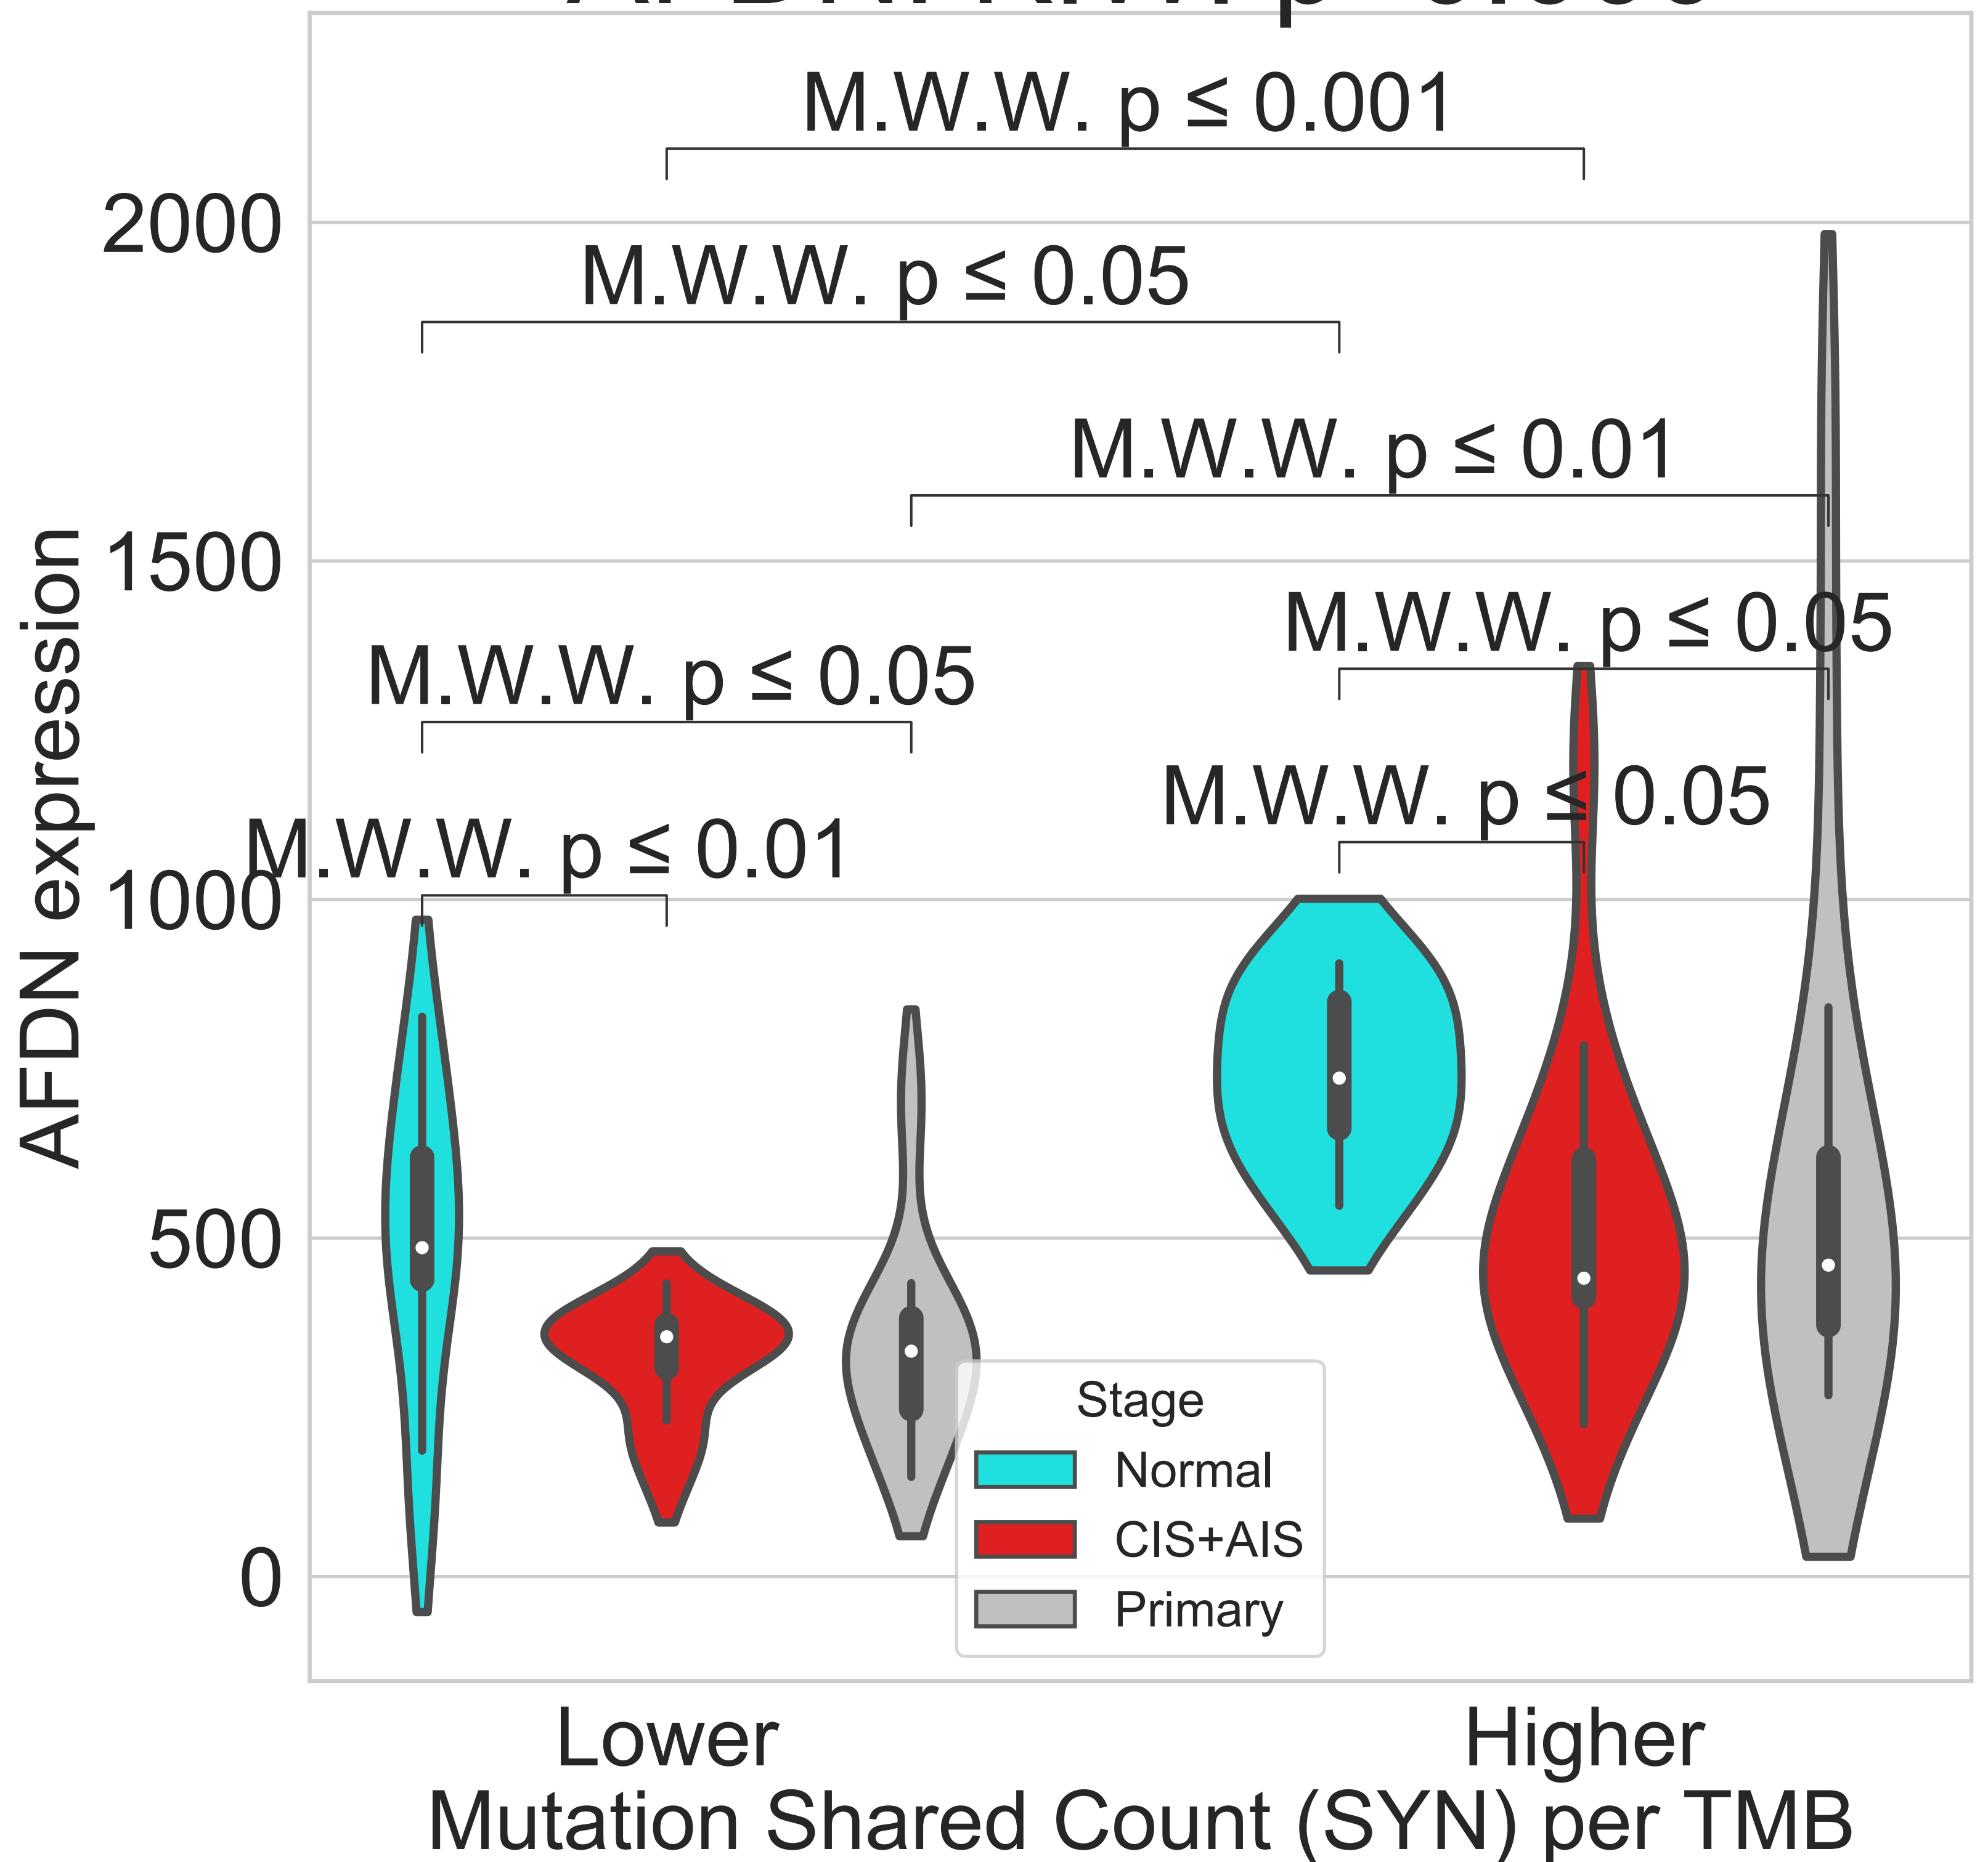 M.W.W. p ≤ 0.001
2000
M.W.W. p ≤ 0.05
M.W.W. p ≤ 0.01
1500
M.W.W. p ≤ 0.05
M.W.W. p ≤ 0.05
M.W.W. p ≤ 0.05
M.W.W. p ≤ 0.01
1000
500
0
AFDN expression
Stage
Normal
CIS+AIS
Primary
Lower
Higher
Mutation Shared Count (SYN) per TMB